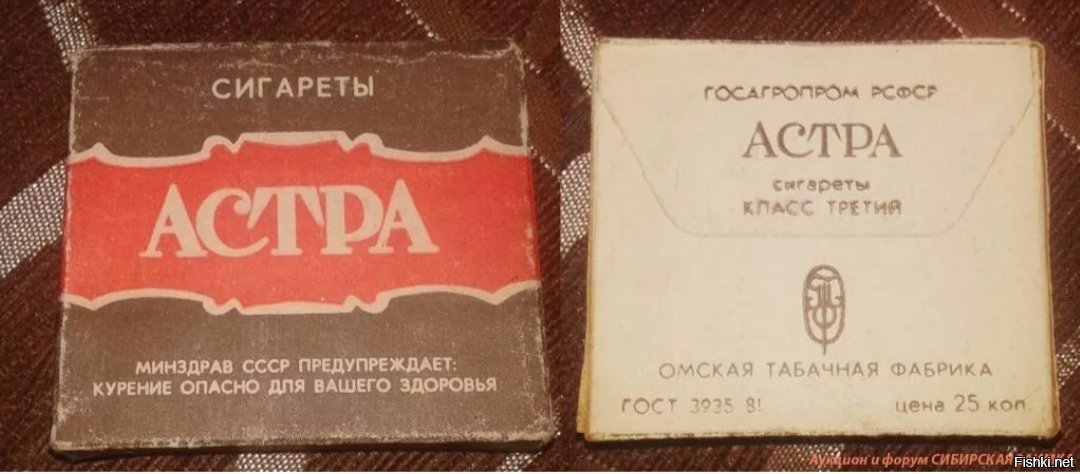 СИГАРЕТЫ
АСТРА
МИНЗДРАВ СССР ПРЕДУПРЕЖДАЕТ:
КУРЕНИЕ ОПАСНО ДЛЯ ВАШЕГО ЗДОРОВЬЯ
ГОСАГРОПРОМ РСФСР
АСТРА
сигареты
КЛАСС ТРЕТИЙ
ОМСКАЯ ТАБАЧНАЯ ФАБРИКА
ГОСТ 3935 81 цена 25 коп
Аукцион и форум СИБИРСКАЯ
Fishki.net